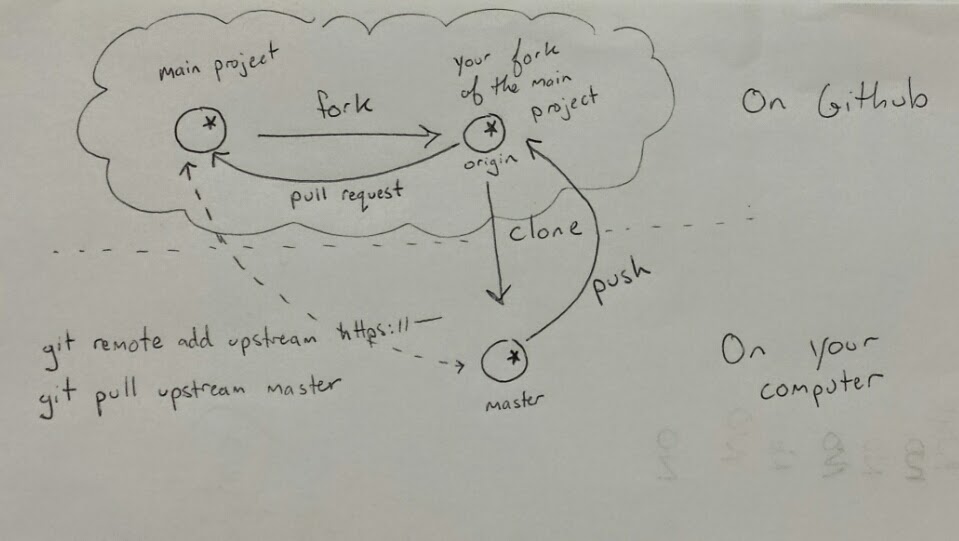 main project
your fork
of the main
project
fork
On Github
*
*
origin
pull request
clone
push
git remote add upstream https://—
git pull upstream master
*
master
On your
computer